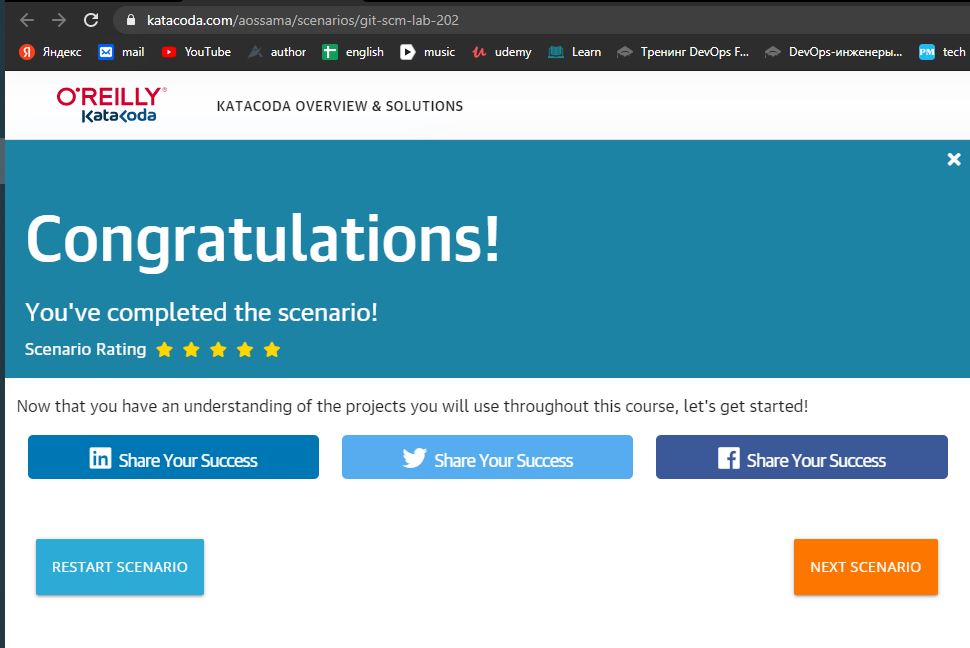 katacoda.com/aossama/scenarios/git-scm-lab-202
Яндекс mail YouTube author english music udemy Learn Тренинг DevOps F... DevOps-инженеры... PM tech
O'REILLY® KATACODA OVERVIEW & SOLUTIONS
Katacoda
Congratulations!
You've completed the scenario!
Scenario Rating
Now that you have an understanding of the projects you will use throughout this course, let's get started!
Share Your Success Share Your Success Share Your Success
RESTART SCENARIO NEXT SCENARIO